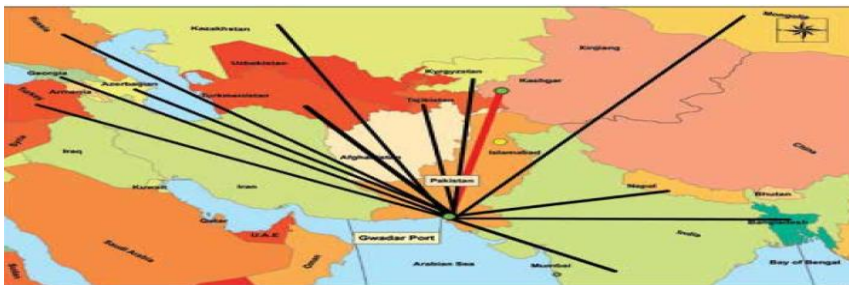 Russia
Kazakhstan
Mongolia
Xinjiang
Uzbekistan
Georgia
Kyrgyzstan
Azerbaijan
Kashgar
Armenia
Turkey
Turkmenistan
Tajikistan
Syria
China
Iraq
Afghanistan
Islamabad
Iran
Pakistan
Kuwait
Nepal
Bhutan
Qatar
Bangladesh
U.A.E
India
Gwadar Port
Saudi Arabia
Oman
Arabian Sea
Mumbai
Bay of Bengal